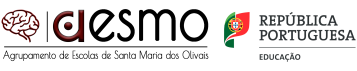 aesmo
Agrupamento de Escolas de Santa Maria dos Olivais
REPÚBLICA
PORTUGUESA
EDUCAÇÃO